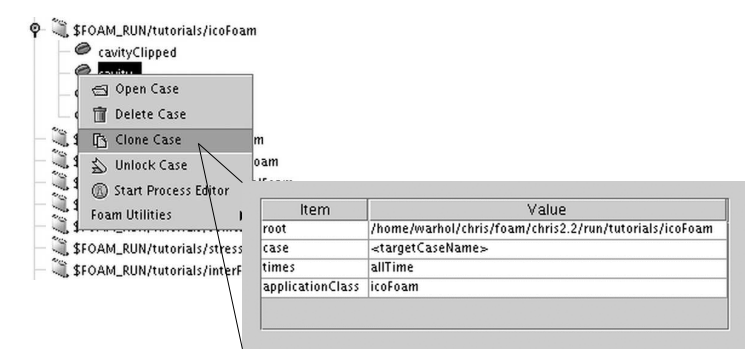 $FOAM_RUN/tutorials/icoFoam
cavityClipped
cavity
Open Case
Delete Case
Clone Case
Unlock Case
Start Process Editor
Foam Utilities
$FOAM_RUN/tutorials/stress
$FOAM_RUN/tutorials/interF
Item Value
root /home/warhol/chris/foam/chris2.2/run/tutorials/icoFoam
case <targetCaseName>
times allTime
applicationClass icoFoam